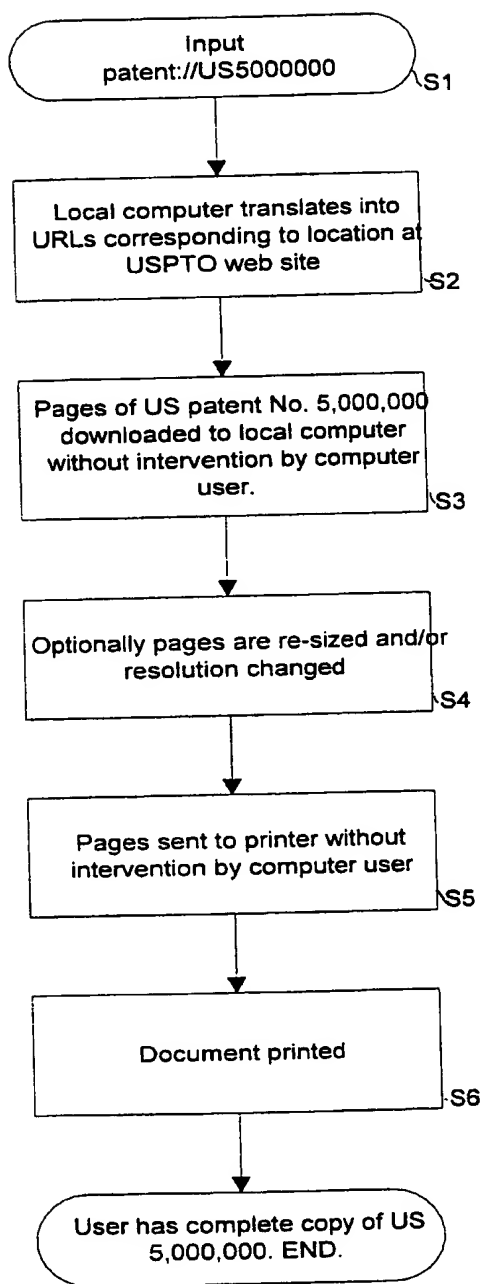 Input
patent://US5000000
S1
Local computer translates into
URLs corresponding to location at
USPTO web site
S2
Pages of US patent No. 5,000,000
downloaded to local computer
without intervention by computer
user.
S3
Optionally pages are re-sized and/or
resolution changed
S4
Pages sent to printer without
intervention by computer user
S5
Document printed
S6
User has complete copy of US
5,000,000. END.